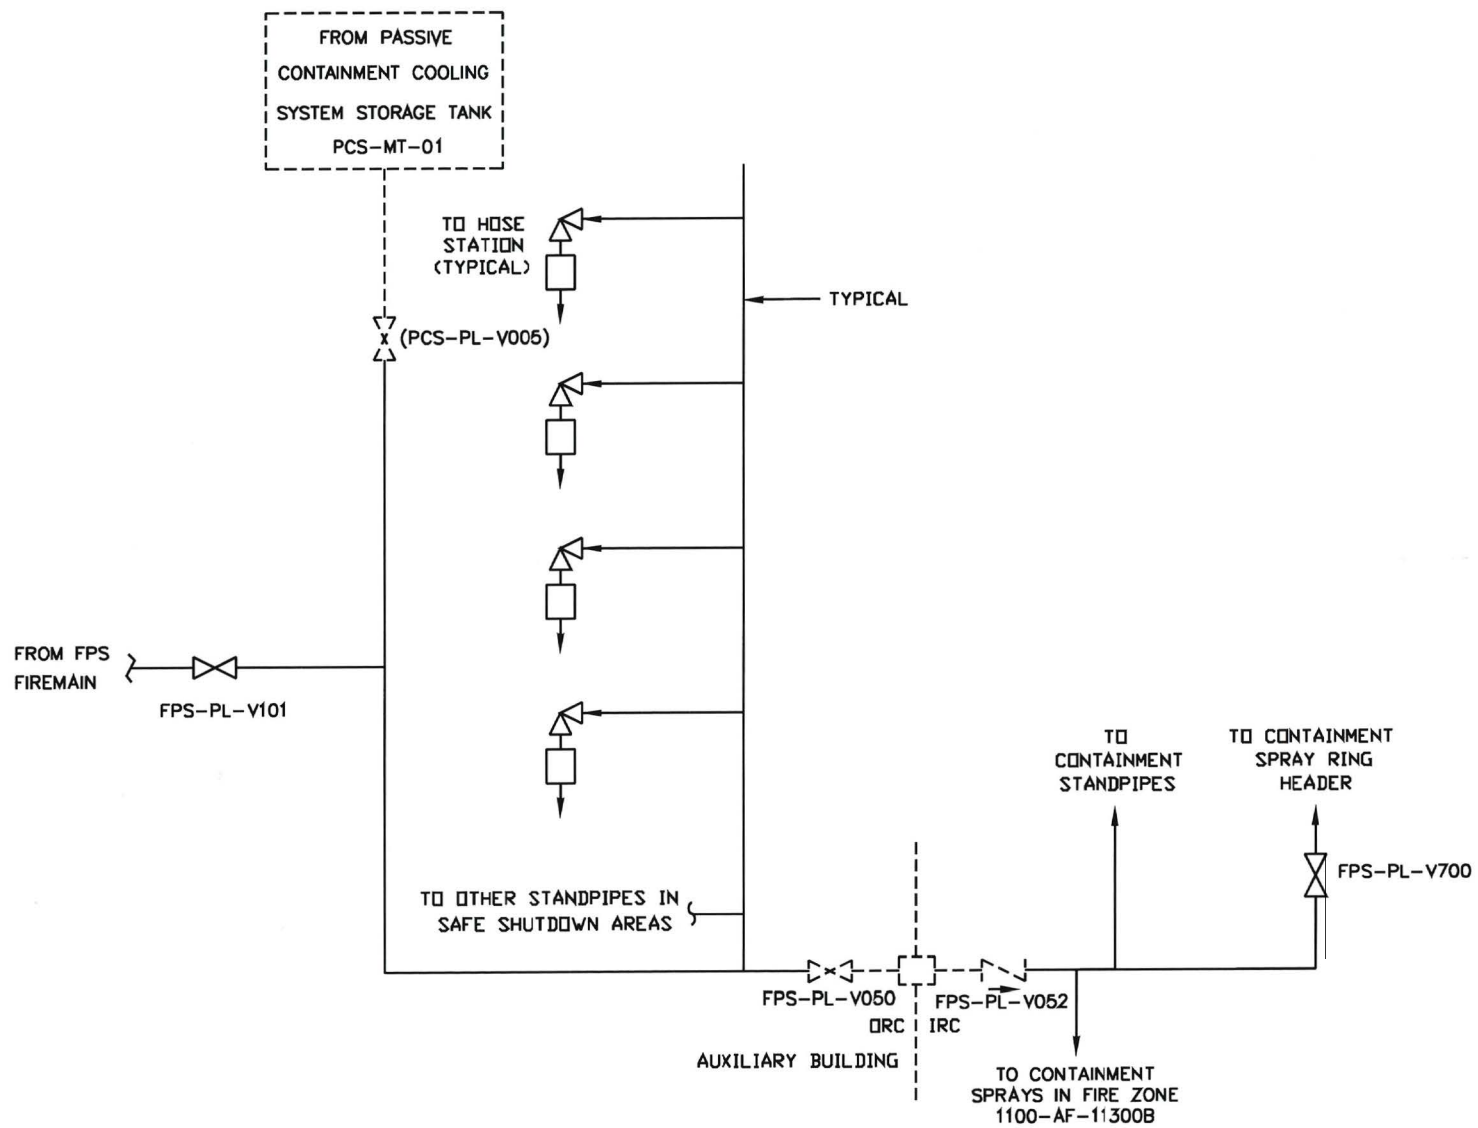 FROM PASSIVE
CONTAINMENT COOLING
SYSTEM STORAGE TANK
PCS-MT-01
TO HOSE
STATION
(TYPICAL)
TYPICAL
(PCS-PL-V005)
FROM FPS
FIREMAIN
FPS-PL-V101
TO
CONTAINMENT
STANDPIPES
TO CONTAINMENT
SPRAY RING
HEADER
FPS-PL-V700
TO OTHER STANDPIPES IN
SAFE SHUTDOWN AREAS
FPS-PL-V050
FPS-PL-V052
ORC
IRC
AUXILIARY BUILDING
TO CONTAINMENT
SPRAYS IN FIRE ZONE
1100-AF-11300B